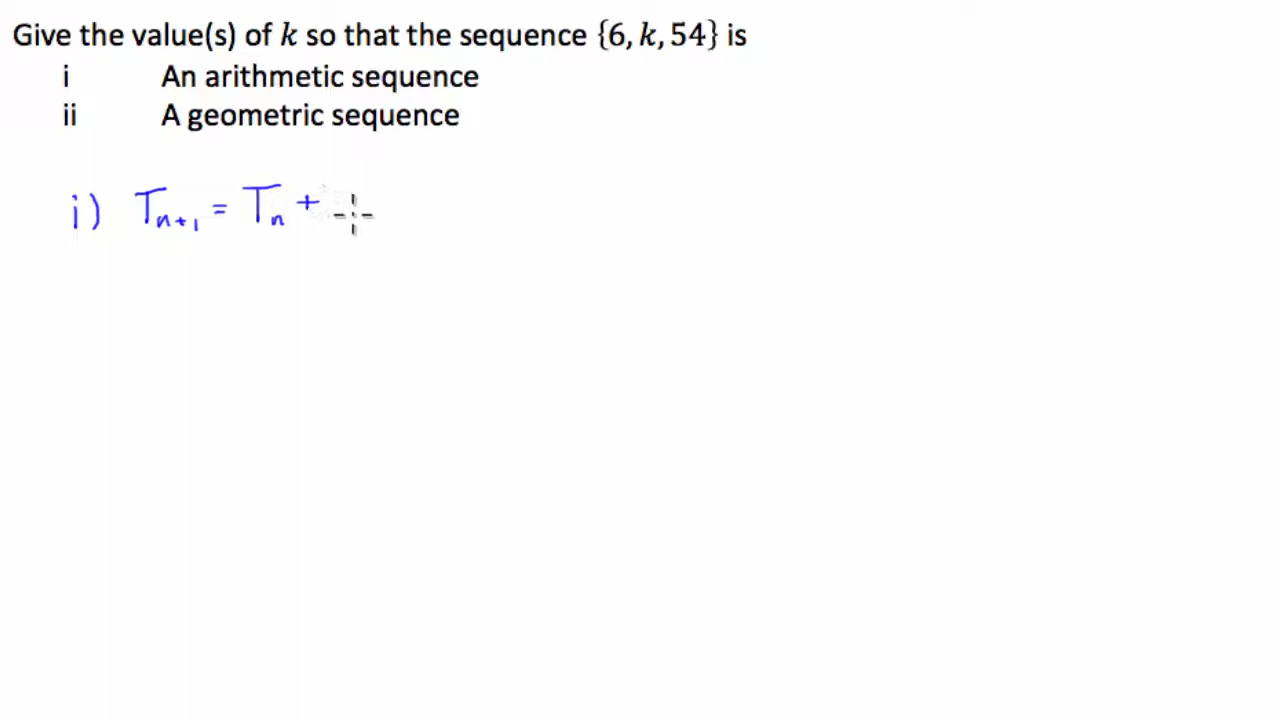 Give the value(s) of k so that the sequence {6, k, 54} is
i An arithmetic sequence
ii A geometric sequence
i) Tₙ₊₁ = Tₙ +